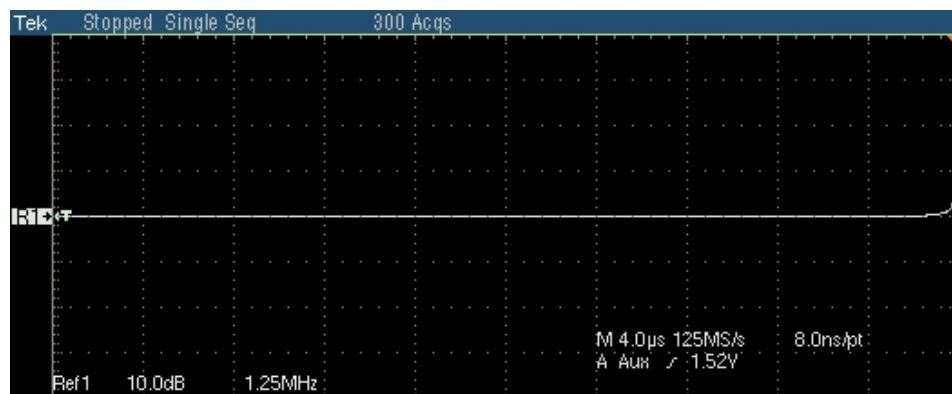 Tek Stopped Single Seq 300 Acqs
R1
M 4.0µs 125MS/s 8.0ns/pt
A Aux 1.52V
Ref1 10.0dB 1.25MHz